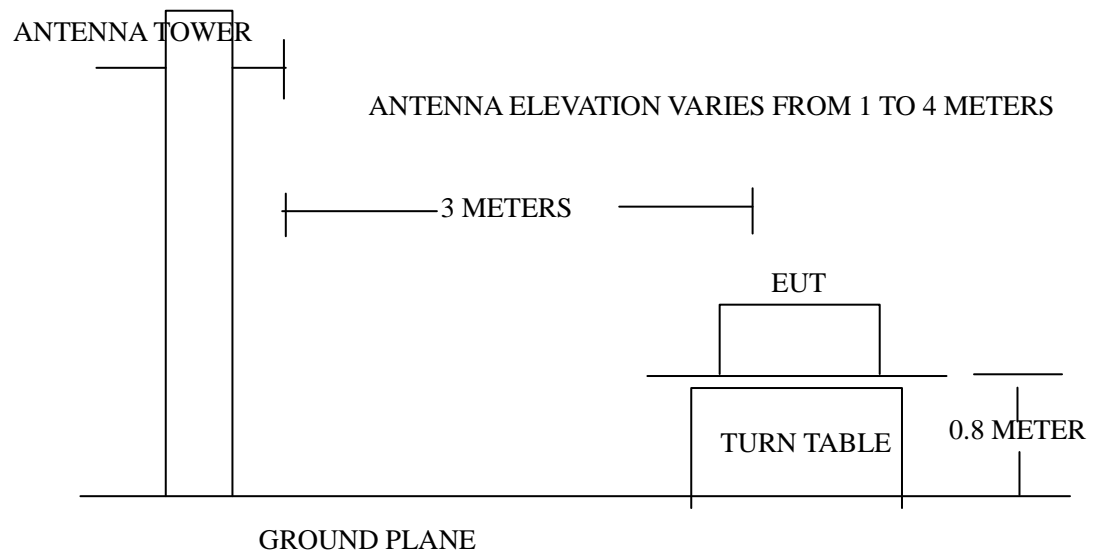 ANTENNA TOWER
ANTENNA ELEVATION VARIES FROM 1 TO 4 METERS
3 METERS
EUT
TURN TABLE
0.8 METER
GROUND PLANE